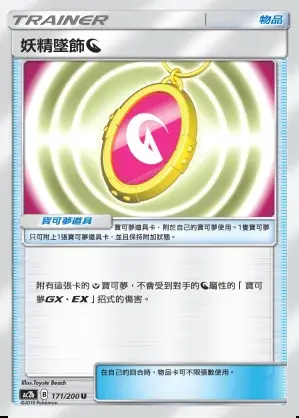 TRAINER
物品
妖精墜飾
寶可夢道具
寶可夢道具卡，附於自己的寶可夢使用。1隻寶可夢
只可附上1張寶可夢道具卡，並且保持附加狀態。
附有這張卡的寶可夢，不會受到對手的屬性的「寶可
夢GX・EX」招式的傷害。
在自己的回合時，物品卡可不限張數使用。
Illus.Toyste Beach
AC2b B 171/200 U
©2019 Pokémon